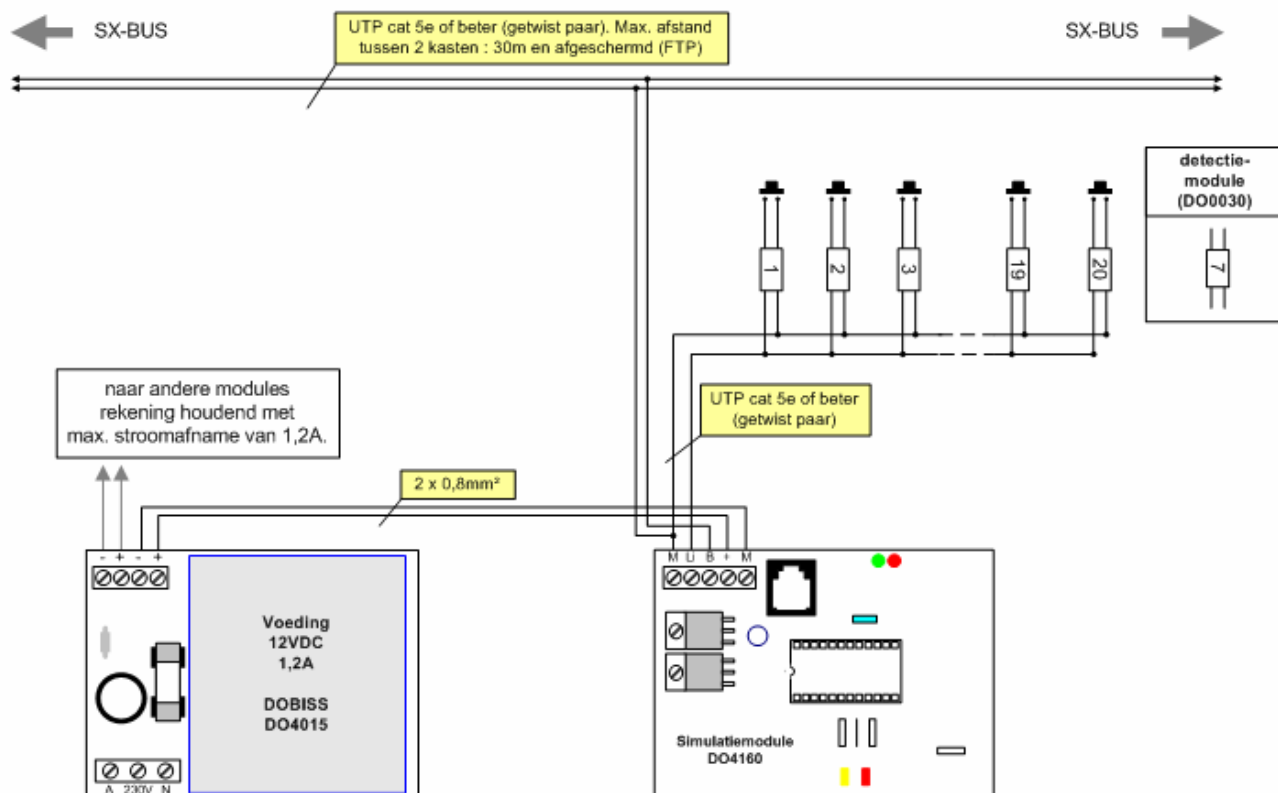 SX-BUS
UTP cat 5e of beter (getwist paar). Max. afstand
tussen 2 kasten : 30m en afgeschermd (FTP)
SX-BUS
detectie-
module
(DO0030)
1
2
3
19
20
7
naar andere modules
rekening houdend met
max. stroomafname van 1,2A.
UTP cat 5e of beter
(getwist paar)
2 x 0,8mm²
- + - +
M Li B + M
Voeding
12VDC
1,2A
DOBISS
DO4015
Simulatiemodule
DO4160
A 230V N